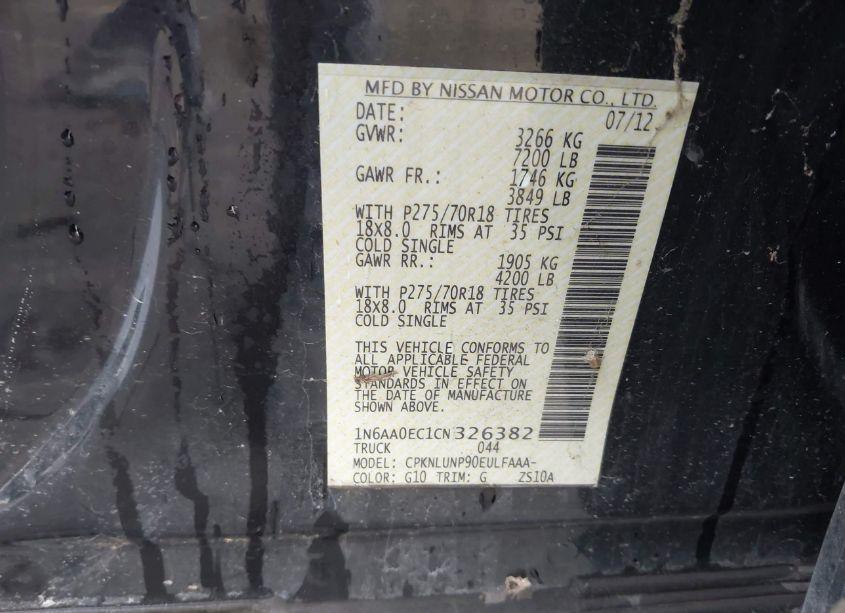 MFD BY NISSAN MOTOR CO., LTD.
DATE: 07/12
GVWR: 3266 KG
7200 LB
GAWR FR.: 1746 KG
3849 LB
WITH P275/70R18 TIRES
18X8.0 RIMS AT 35 PSI
COLD SINGLE
GAWR RR.: 1905 KG
4200 LB
WITH P275/70R18 TIRES
18X8.0 RIMS AT 35 PSI
COLD SINGLE
THIS VEHICLE CONFORMS TO
ALL APPLICABLE FEDERAL
MOTOR VEHICLE SAFETY
STANDARDS IN EFFECT ON
THE DATE OF MANUFACTURE
SHOWN ABOVE.
1N6AA0EC1CN326382
TRUCK 044
MODEL: CPKNLUNP90EULFAAA-
COLOR: G10 TRIM: G ZS10A